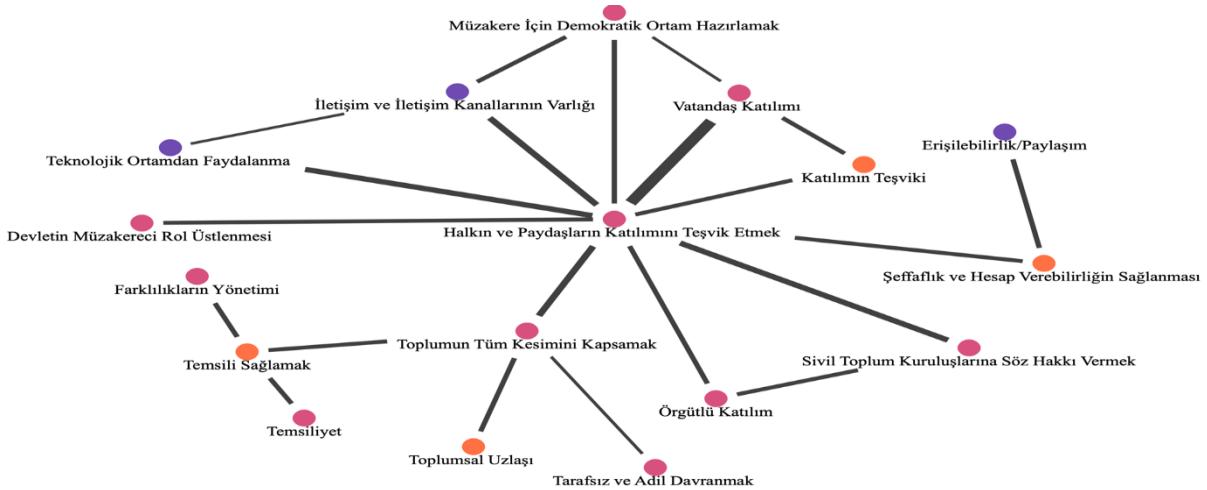 Müzakere İçin Demokratik Ortam Hazırlamak
İletişim ve İletişim Kanallarının Varlığı
Vatandaş Katılımı
Erişilebilirlik/Paylaşım
Teknolojik Ortamdan Faydalanma
Katılımın Teşviki
Devletin Müzakereci Rol Üstlenmesi
Halkın ve Paydaşların Katılımını Teşvik Etmek
Şeffaflık ve Hesap Verebilirliğin Sağlanması
Farklılıkların Yönetimi
Toplumun Tüm Kesimini Kapsamak
Temsili Sağlamak
Sivil Toplum Kuruluşlarına Söz Hakkı Vermek
Örgütlü Katılım
Temsiliyet
Toplumsal Uzlaşı
Tarafsız ve Adil Davranmak